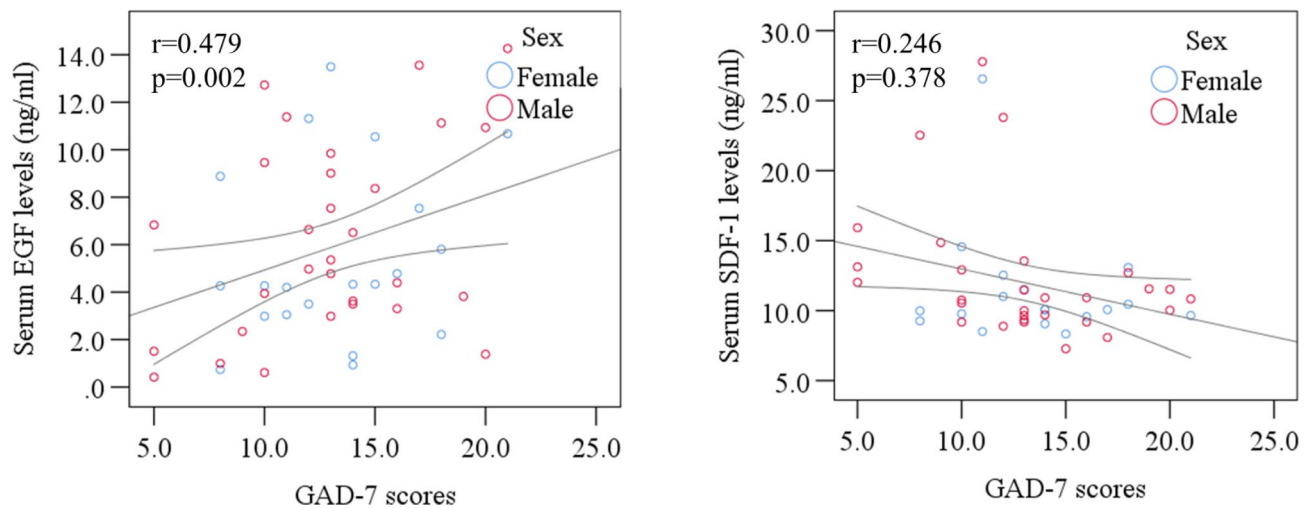 r=0.479
p=0.002
Sex
Female
Male
Serum EGF levels (ng/ml)
14.0
12.0
10.0
8.0
6.0
4.0
2.0
.0
5.0 10.0 15.0 20.0 25.0
GAD-7 scores
r=0.246
p=0.378
Sex
Female
Male
Serum SDF-1 levels (ng/ml)
30.0
25.0
20.0
15.0
10.0
5.0
5.0 10.0 15.0 20.0 25.0
GAD-7 scores